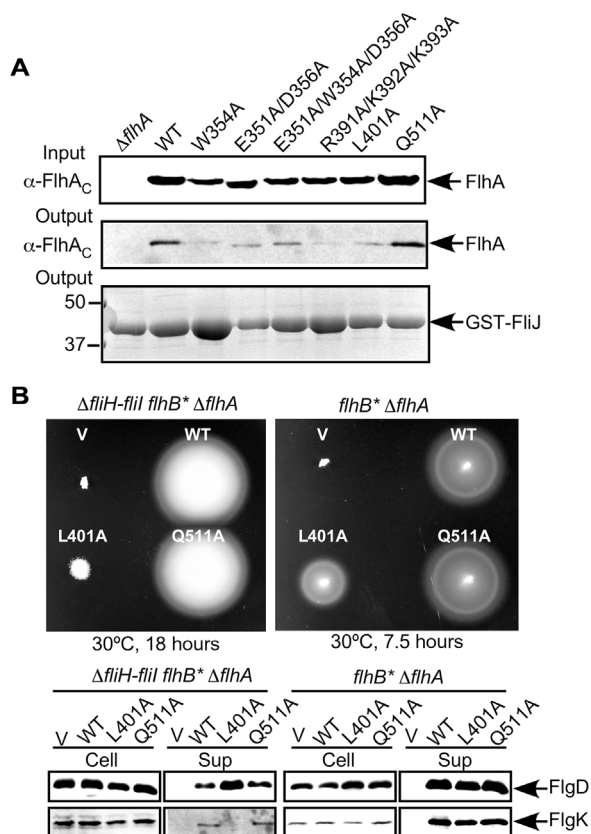 A
ΔflhA WT W354A E351A/D356A E351A/W354A/D356A R391A/K392A/K393A L401A Q511A
Input
α-FlhAC FlhA
Output
α-FlhAC FlhA
Output
50
GST-FliJ
37
B
ΔfliH-fliI flhB* ΔflhA flhB* ΔflhA
V WT V WT
L401A Q511A L401A Q511A
30ºC, 18 hours 30ºC, 7.5 hours
ΔfliH-fliI flhB* ΔflhA flhB* ΔflhA
V WT L401A Q511A V WT L401A Q511A V WT L401A Q511A V WT L401A Q511A
Cell Sup Cell Sup
FlgD
FlgK